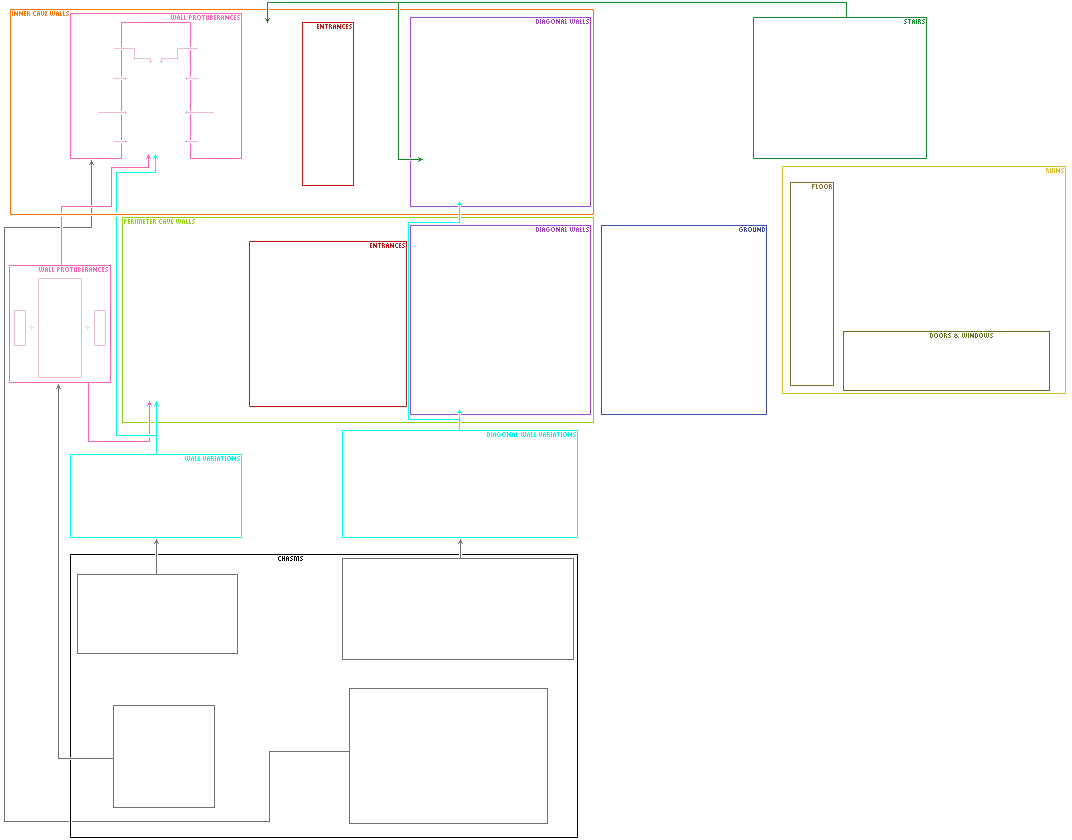 INNER CAVE WALLS
WALL PROTUBERANCES
ENTRANCES
DIAGONAL WALLS
STAIRS
RUINS
FLOOR
PERIMETER CAVE WALLS
DIAGONAL WALLS
GROUND
ENTRANCES
WALL PROTUBERANCES
DOORS & WINDOWS
DIAGONAL WALL VARIATIONS
WALL VARIATIONS
CHASMS